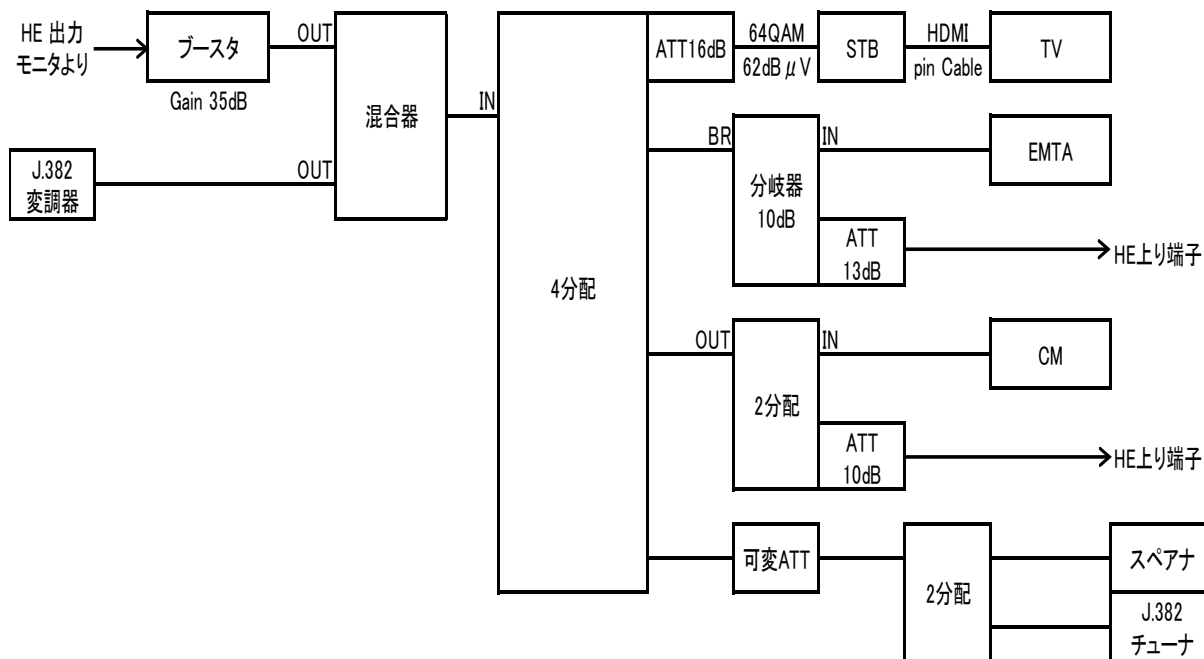 HE 出力
モニタより
ブースタ
Gain 35dB
OUT
J.382
変調器
OUT
混合器
IN
4分配
ATT16dB
64QAM
62dBμV
STB
HDMI
pin Cable
TV
BR
分岐器
10dB
IN
EMTA
ATT
13dB
HE上り端子
OUT
2分配
IN
CM
ATT
10dB
HE上り端子
可変ATT
2分配
スペアナ
J.382
チューナ